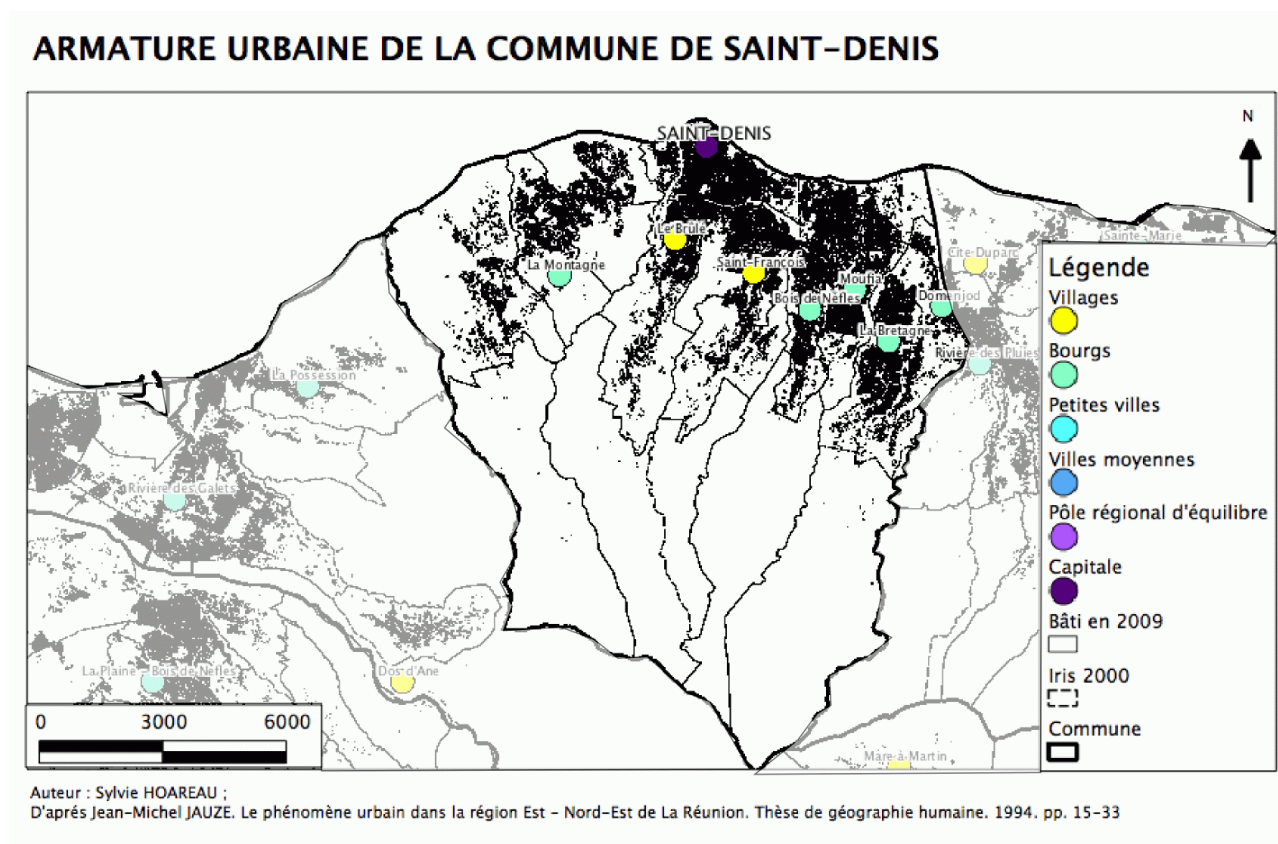 ARMATURE URBAINE DE LA COMMUNE DE SAINT-DENIS
N
SAINT-DENIS
Le Brûlé
Sainte-Marie
Saint-François
Cité Duparc
La Montagne
Moufia
Bois de Nèfles
Domenjod
La Bretagne
Rivière des Pluies
La Possession
Rivière des Galets
La Plaine - Bois de Nèfles
Dos d'Ane
Mare à Martin
Légende
Villages
Bourgs
Petites villes
Villes moyennes
Pôle régional d'équilibre
Capitale
Bâti en 2009
Iris 2000
Commune
0 3000 6000
Auteur : Sylvie HOAREAU ;
D'aprés Jean-Michel JAUZE. Le phénomène urbain dans la région Est - Nord-Est de La Réunion. Thèse de géographie humaine. 1994. pp. 15-33